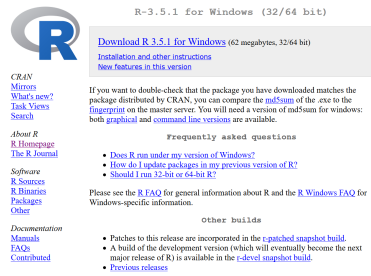 R-3.5.1 for Windows (32/64 bit)
R
Download R 3.5.1 for Windows (62 megabytes, 32/64 bit)
Installation and other instructions
New features in this version
CRAN
Mirrors
What's new?
Task Views
Search
About R
R Homepage
The R Journal
Software
R Sources
R Binaries
Packages
Other
Documentation
Manuals
FAQs
Contributed
If you want to double-check that the package you have downloaded matches the
package distributed by CRAN, you can compare the md5sum of the .exe to the
fingerprint on the master server. You will need a version of md5sum for windows:
both graphical and command line versions are available.
Frequently asked questions
• Does R run under my version of Windows?
• How do I update packages in my previous version of R?
• Should I run 32-bit or 64-bit R?
Please see the R FAQ for general information about R and the R Windows FAQ for
Windows-specific information.
Other builds
• Patches to this release are incorporated in the r-patched snapshot build.
• A build of the development version (which will eventually become the next
major release of R) is available in the r-devel snapshot build.
• Previous releases